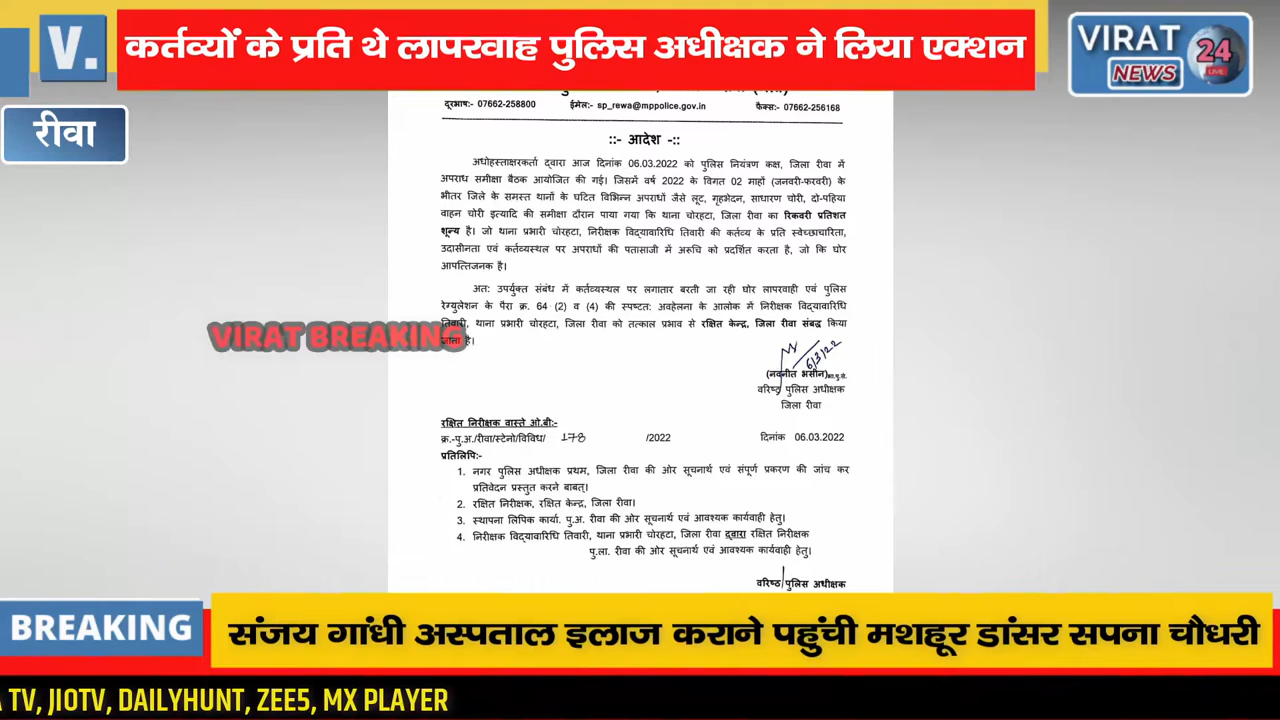 V.
कर्तव्यों के प्रति थे लापरवाह पुलिस अधीक्षक ने लिया एक्शन
VIRAT
NEWS
24
LIVE
रीवा
दूरभाष:- 07662-258800 ईमेल:- sp_rewa@mppolice.gov.in फैक्स:- 07662-256168
::- आदेश -::
अधोहस्ताक्षरकर्ता द्वारा आज दिनांक 06.03.2022 को पुलिस नियंत्रण कक्ष, जिला रीवा में
अपराध समीक्षा बैठक आयोजित की गई। जिसमें वर्ष 2022 के विगत 02 माहों (जनवरी-फरवरी) के
भीतर जिले के समस्त थानों के घटित विभिन्न अपराधों जैसे लूट, गृहभेदन, साधारण चोरी, दो-पहिया
वाहन चोरी इत्यादि की समीक्षा दौरान पाया गया कि थाना चोरहटा, जिला रीवा का रिकवरी प्रतिशत
शून्य है। जो थाना प्रभारी चोरहटा, निरीक्षक विद्यावारिधि तिवारी की कर्तव्य के प्रति स्वेच्छाचारिता,
उदासीनता एवं कर्तव्यस्थल पर अपराधों की पतासाजी में अरुचि को प्रदर्शित करता है, जो कि घोर
आपत्तिजनक है।
अत: उपर्युक्त संबंध में कर्तव्यस्थल पर लगातार बरती जा रही घोर लापरवाही एवं पुलिस
रेग्युलेशन के पैरा क्र. 64 (2) व (4) की स्पष्टत: अवहेलना के आलोक में निरीक्षक विद्यावारिधि
तिवारी, थाना प्रभारी चोरहटा, जिला रीवा को तत्काल प्रभाव से रक्षित केन्द्र, जिला रीवा संबद्ध किया
जाता है।
VIRAT BREAKING
6/3/22
(नवनीत भसीन)भा.पु.से.
वरिष्ठ पुलिस अधीक्षक
जिला रीवा
रक्षित निरीक्षक वास्ते ओ.बी:-
क्र.-पु.अ./रीवा/स्टेनो/विविध/ 178 /2022 दिनांक 06.03.2022
प्रतिलिपि:-
1. नगर पुलिस अधीक्षक प्रथम, जिला रीवा की ओर सूचनार्थ एवं संपूर्ण प्रकरण की जांच कर
प्रतिवेदन प्रस्तुत करने बाबत्।
2. रक्षित निरीक्षक, रक्षित केन्द्र, जिला रीवा।
3. स्थापना लिपिक कार्या. पु.अ. रीवा की ओर सूचनार्थ एवं आवश्यक कार्यवाही हेतु।
4. निरीक्षक विद्यावारिधि तिवारी, थाना प्रभारी चोरहटा, जिला रीवा द्वारा रक्षित निरीक्षक
पु.ला. रीवा की ओर सूचनार्थ एवं आवश्यक कार्यवाही हेतु।
वरिष्ठ पुलिस अधीक्षक
BREAKING
संजय गांधी अस्पताल इलाज कराने पहुंची मशहूर डांसर सपना चौधरी
TV, JIOTV, DAILYHUNT, ZEE5, MX PLAYER